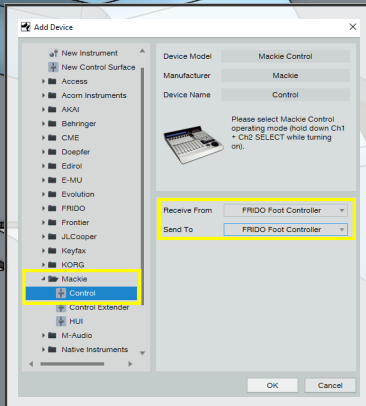 Add Device
New Instrument
New Control Surface
Access
Acorn Instruments
AKAI
Behringer
CME
Doepfer
Edirol
E-MU
Evolution
FRIDO
Frontier
JLCooper
Keyfax
KORG
Mackie
Control
Control Extender
HUI
M-Audio
Native Instruments
Device Model Mackie Control
Manufacturer Mackie
Device Name Control
Please select Mackie Control
operating mode (hold down Ch1
+ Ch2 SELECT while turning
on).
Receive From FRIDO Foot Controller
Send To FRIDO Foot Controller
OK Cancel